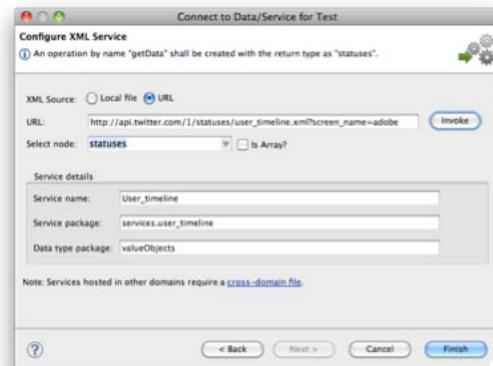 Connect to Data/Service for Test
Configure XML Service
An operation by name "getData" shall be created with the return type as "statuses".
XML Source: Local file URL
URL: http://api.twitter.com/1/statuses/user_timeline.xml?screen_name=adobe Invoke
Select node: statuses Is Array?
Service details
Service name: User_timeline
Service package: services.user_timeline
Data type package: valueObjects
Note: Services hosted in other domains require a cross-domain file.
? < Back Next > Cancel Finish